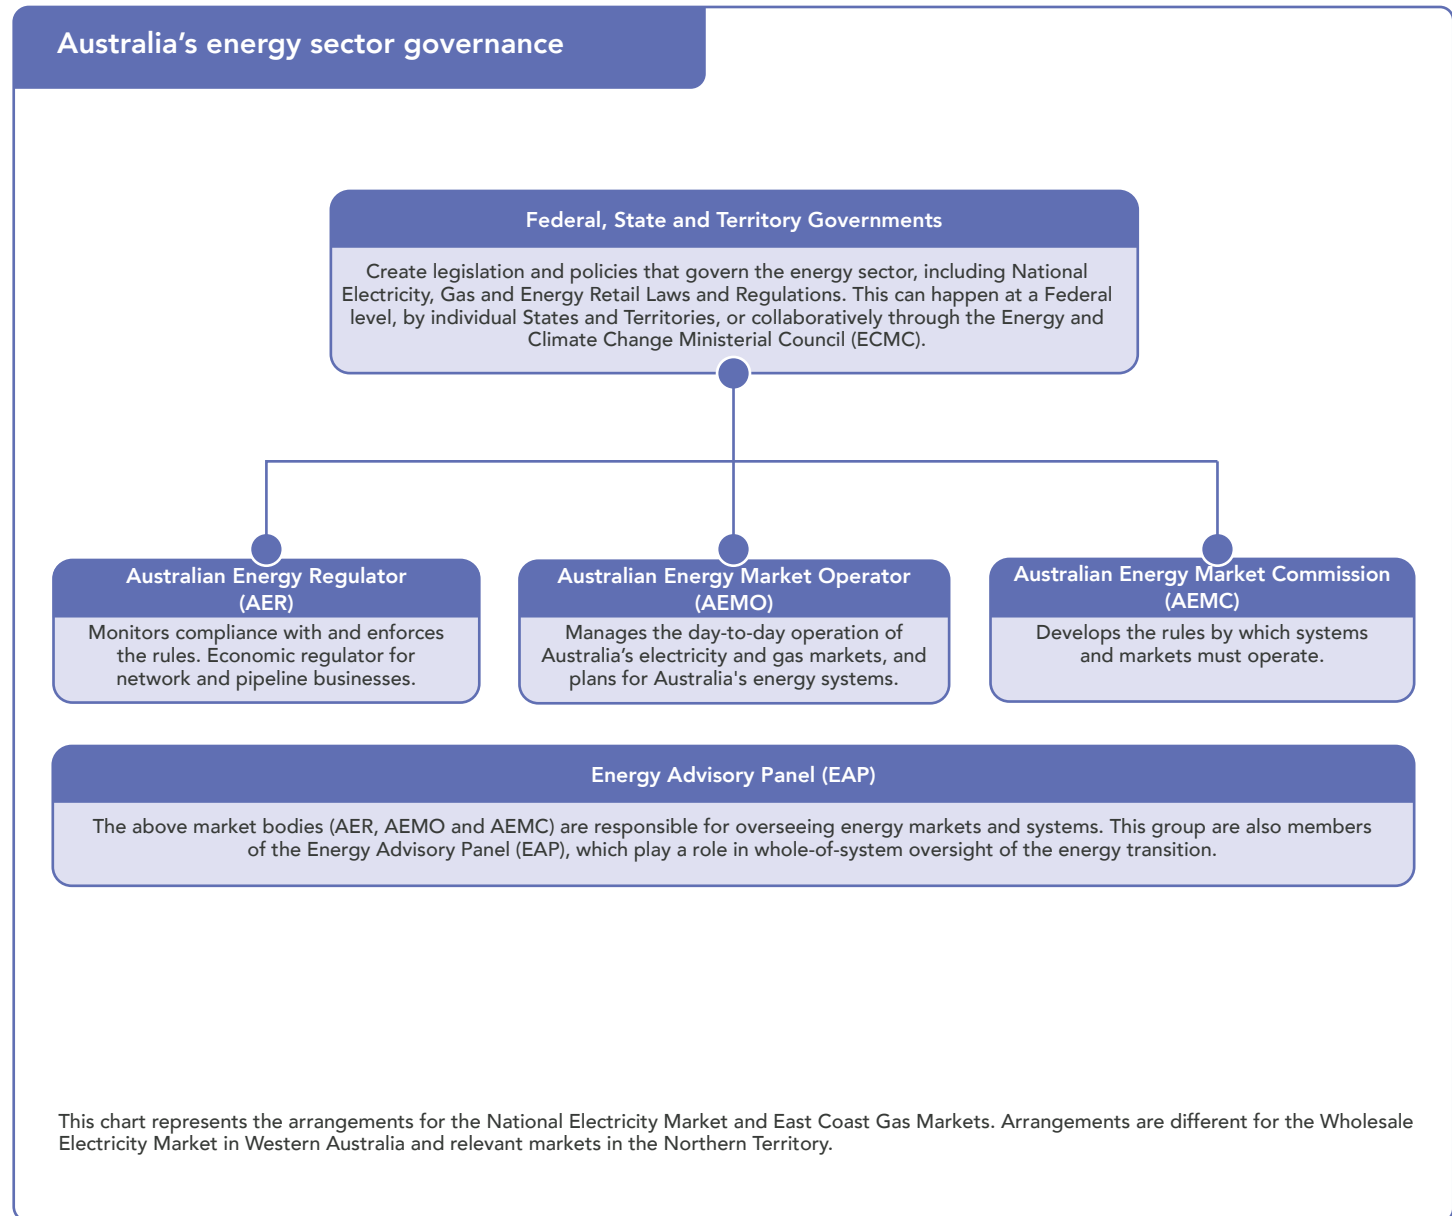 Australia’s energy sector governance
Federal, State and Territory Governments
Create legislation and policies that govern the energy sector, including National
Electricity, Gas and Energy Retail Laws and Regulations. This can happen at a Federal
level, by individual States and Territories, or collaboratively through the Energy and
Climate Change Ministerial Council (ECMC).
Australian Energy Regulator
(AER)
Monitors compliance with and enforces
the rules. Economic regulator for
network and pipeline businesses.
Australian Energy Market Operator
(AEMO)
Manages the day-to-day operation of
Australia’s electricity and gas markets, and
plans for Australia's energy systems.
Australian Energy Market Commission
(AEMC)
Develops the rules by which systems
and markets must operate.
Energy Advisory Panel (EAP)
The above market bodies (AER, AEMO and AEMC) are responsible for overseeing energy markets and systems. This group are also members
of the Energy Advisory Panel (EAP), which play a role in whole-of-system oversight of the energy transition.
This chart represents the arrangements for the National Electricity Market and East Coast Gas Markets. Arrangements are different for the Wholesale
Electricity Market in Western Australia and relevant markets in the Northern Territory.